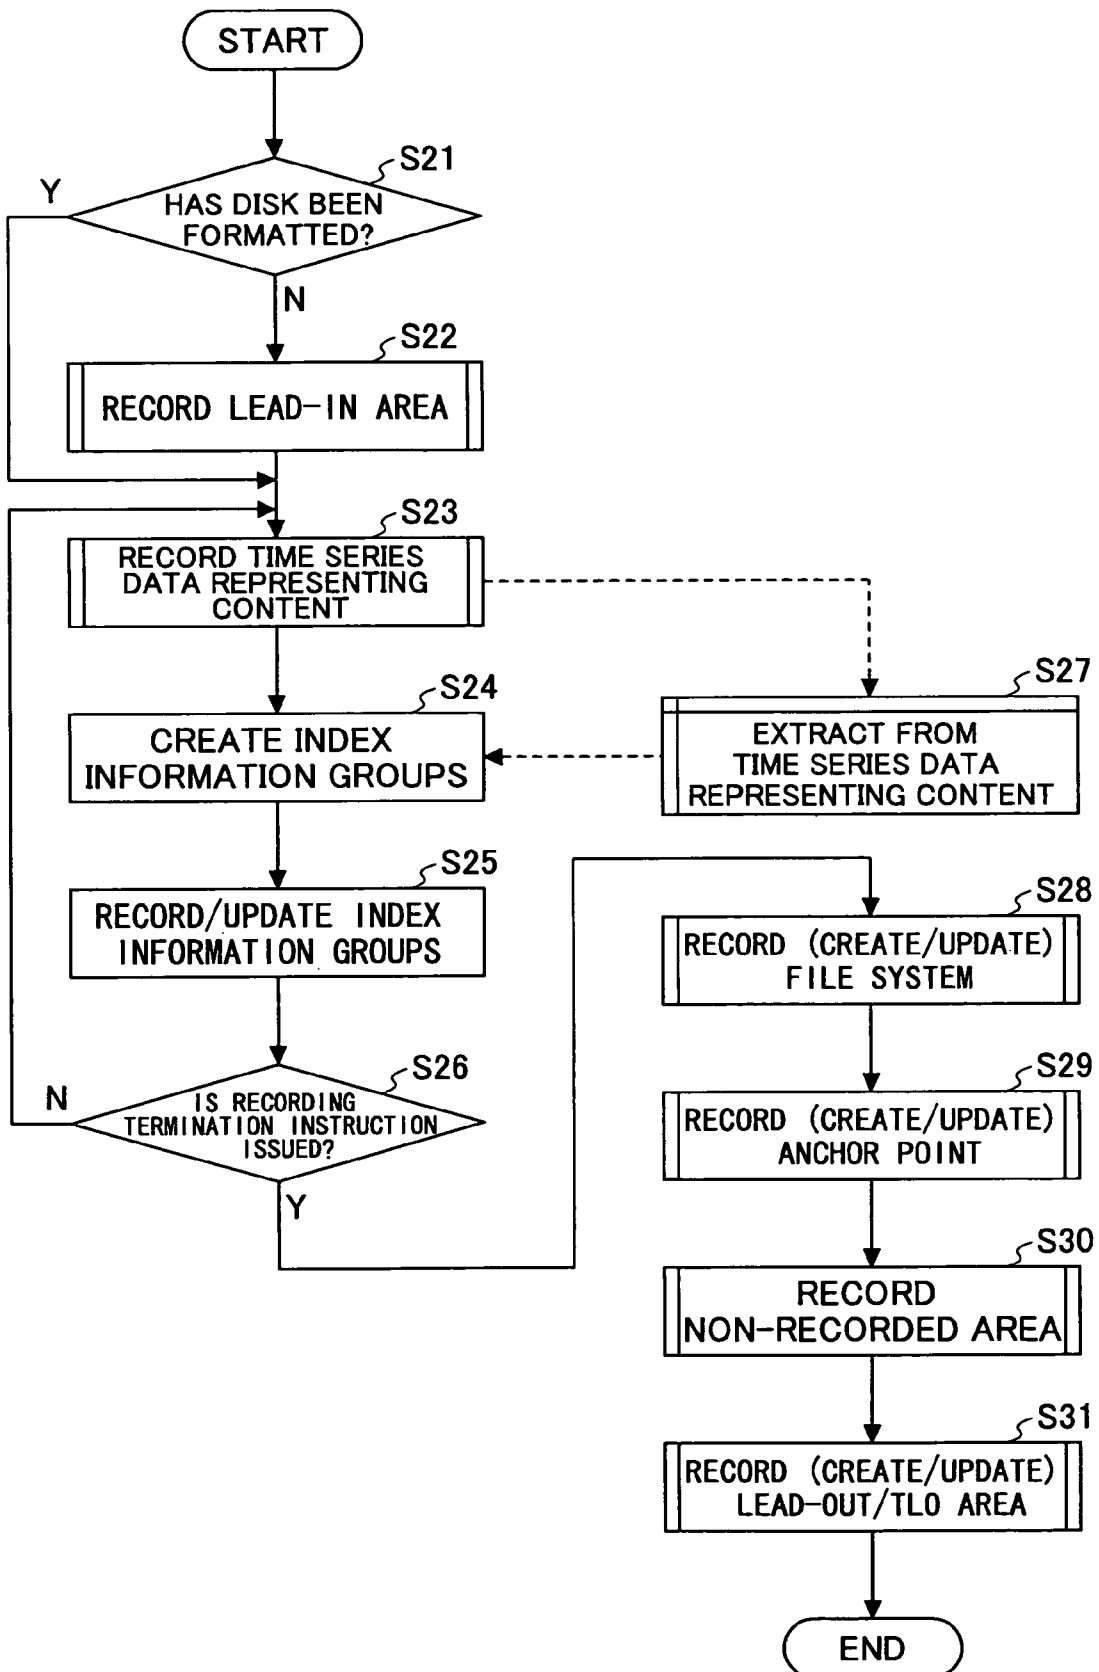 START
S21
Y
HAS DISK BEEN
FORMATTED?
N
S22
RECORD LEAD-IN AREA
S23
RECORD TIME SERIES
DATA REPRESENTING
CONTENT
S24
CREATE INDEX
INFORMATION GROUPS
S27
EXTRACT FROM
TIME SERIES DATA
REPRESENTING CONTENT
S25
RECORD/UPDATE INDEX
INFORMATION GROUPS
S26
N
IS RECORDING
TERMINATION INSTRUCTION
ISSUED?
Y
S28
RECORD (CREATE/UPDATE)
FILE SYSTEM
S29
RECORD (CREATE/UPDATE)
ANCHOR POINT
S30
RECORD
NON-RECORDED AREA
S31
RECORD (CREATE/UPDATE)
LEAD-OUT/TLO AREA
END